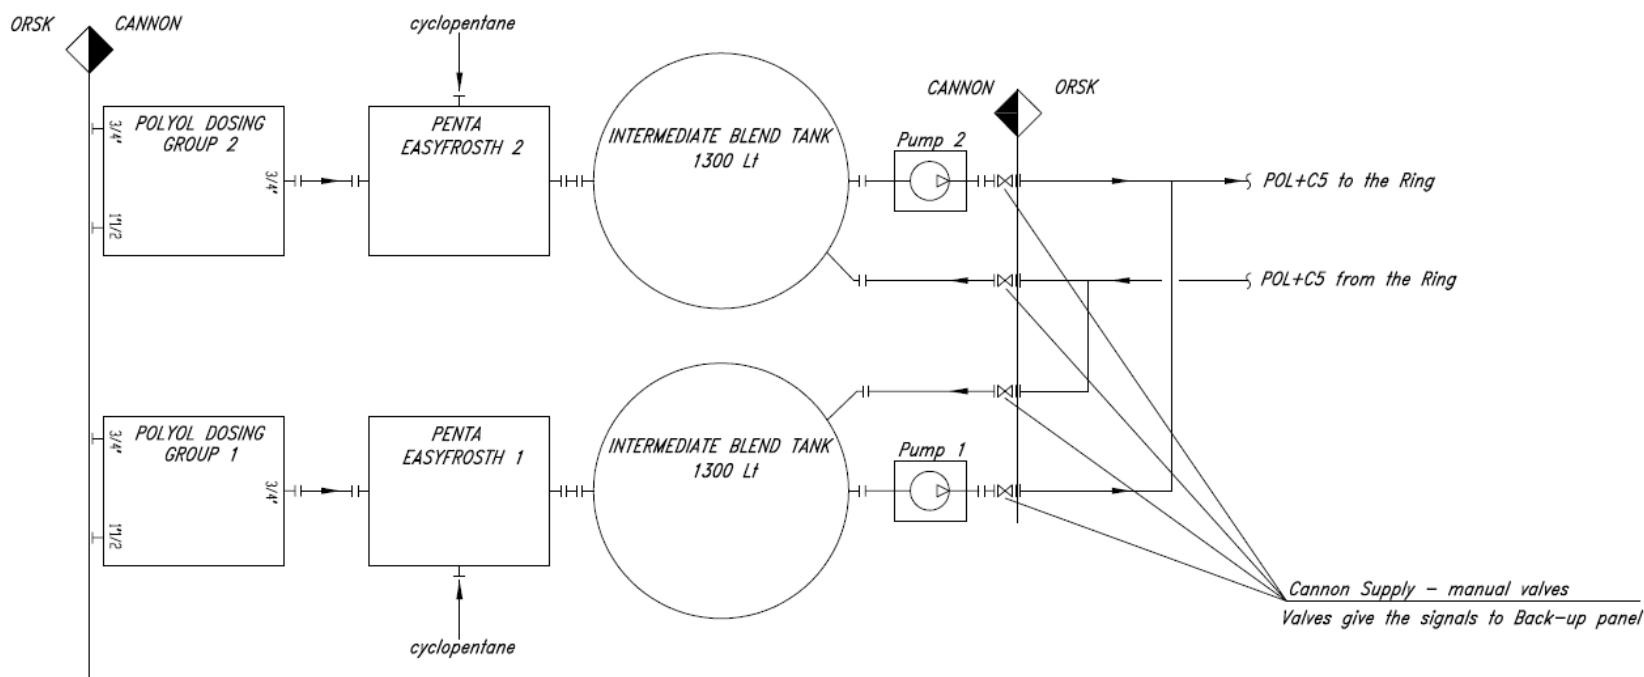 ORSK
CANNON
cyclopentane
POLYOL DOSING
GROUP 2
3/4"
3/4"
1"1/2
PENTA
EASYFROSTH 2
INTERMEDIATE BLEND TANK
1300 Lt
CANNON
ORSK
Pump 2
POL+C5 to the Ring
POL+C5 from the Ring
POLYOL DOSING
GROUP 1
3/4"
3/4"
1"1/2
PENTA
EASYFROSTH 1
INTERMEDIATE BLEND TANK
1300 Lt
Pump 1
cyclopentane
Cannon Supply - manual valves
Valves give the signals to Back-up panel